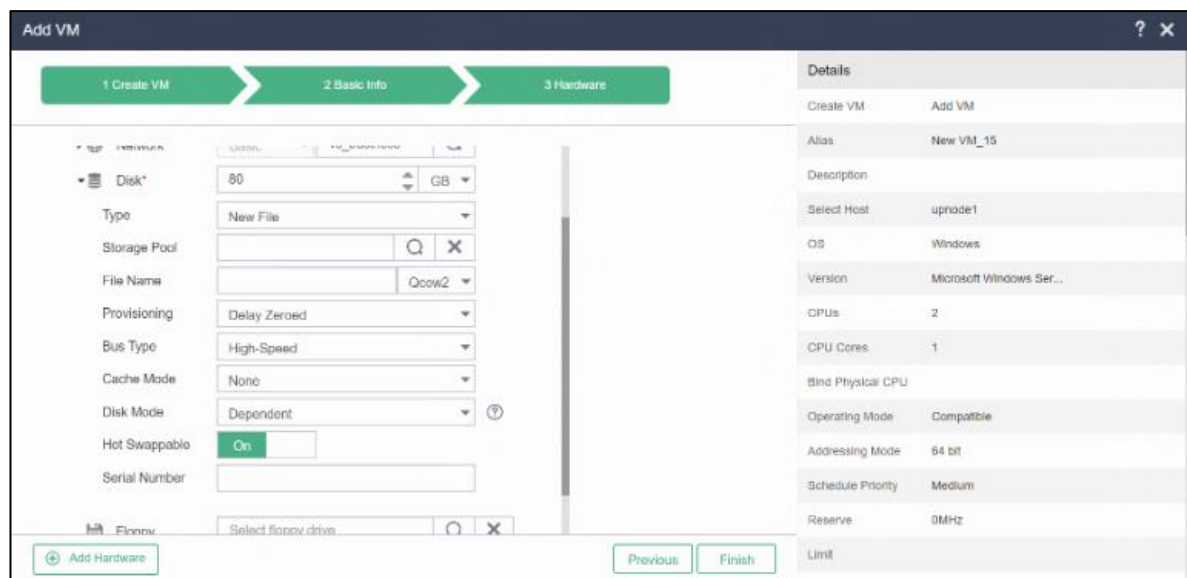 Add VM
? ×
1 Create VM
2 Basic Info
3 Hardware
Network
Disk* 80 GB
Type New File
Storage Pool
File Name Qcow2
Provisioning Delay Zeroed
Bus Type High-Speed
Cache Mode None
Disk Mode Dependent ?
Hot Swappable On
Serial Number
Floppy Select floppy drive
Add Hardware
Previous
Finish
Details
Create VM Add VM
Alias New VM_15
Description
Select Host upnode1
OS Windows
Version Microsoft Windows Ser...
CPUs 2
CPU Cores 1
Bind Physical CPU
Operating Mode Compatible
Addressing Mode 64 bit
Schedule Priority Medium
Reserve 0MHz
Limit